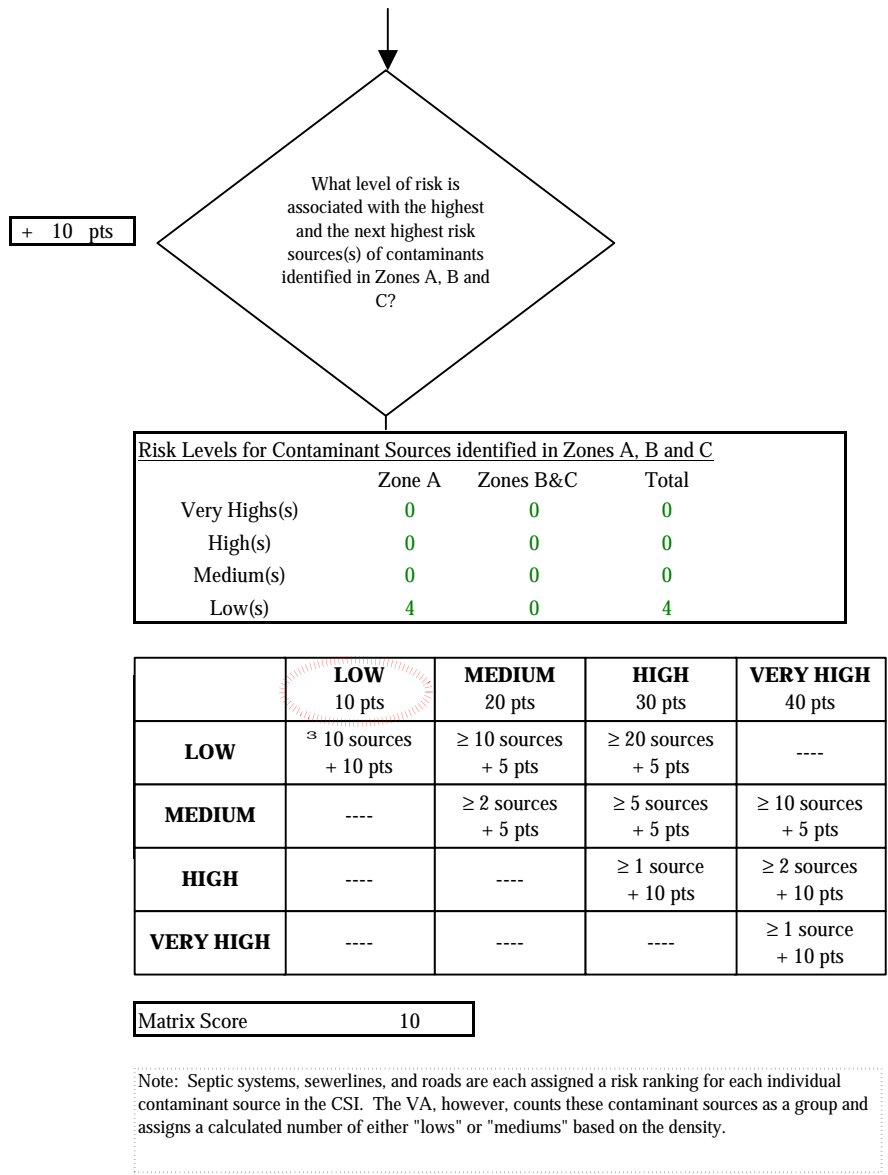 What level of risk is
associated with the highest
and the next highest risk
sources(s) of contaminants
identified in Zones A, B and
C?
+ 10 pts
Risk Levels for Contaminant Sources identified in Zones A, B and C
Zone A Zones B&C Total
Very Highs(s) 0 0 0
High(s) 0 0 0
Medium(s) 0 0 0
Low(s) 4 0 4
LOW MEDIUM HIGH VERY HIGH
10 pts 20 pts 30 pts 40 pts
LOW
³ 10 sources ≥ 10 sources ≥ 20 sources ----
+ 10 pts + 5 pts + 5 pts
MEDIUM
---- ≥ 2 sources ≥ 5 sources ≥ 10 sources
+ 5 pts + 5 pts + 5 pts
HIGH
---- ---- ≥ 1 source ≥ 2 sources
+ 10 pts + 10 pts
VERY HIGH
---- ---- ---- ≥ 1 source
+ 10 pts
Matrix Score 10
Note: Septic systems, sewerlines, and roads are each assigned a risk ranking for each individual
contaminant source in the CSI. The VA, however, counts these contaminant sources as a group and
assigns a calculated number of either "lows" or "mediums" based on the density.